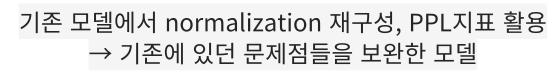 기존 모델에서 normalization 재구성, PPL지표 활용
→ 기존에 있던 문제점들을 보완한 모델